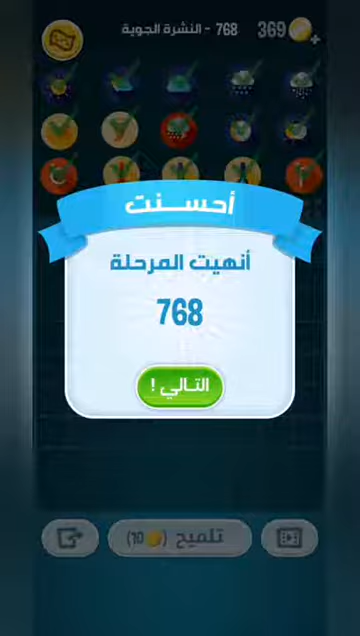 768 - النشرة الجوية
369
أحسنت
أنهيت المرحلة
768
التالي !
تلميح (10)